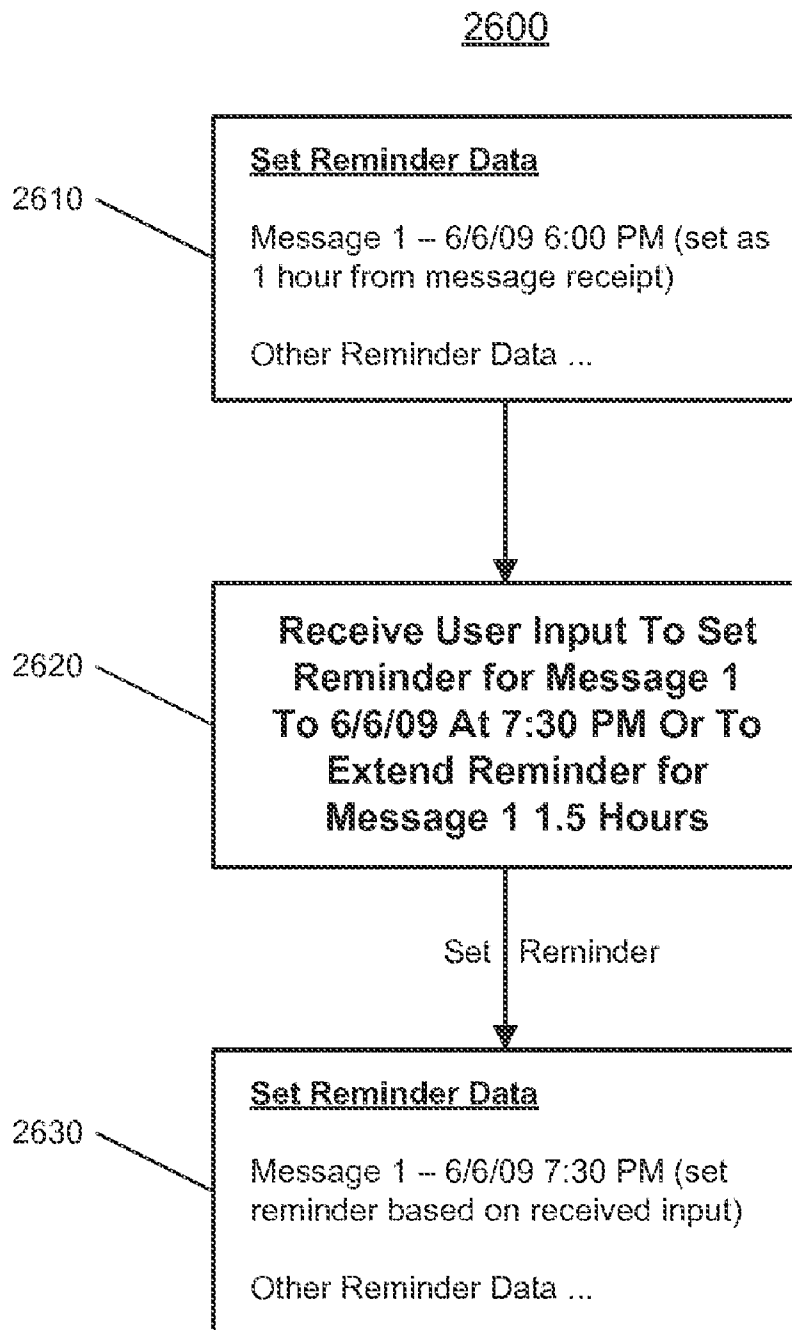 2600
2610
Set Reminder Data
Message 1 – 6/6/09 6:00 PM (set as
1 hour from message receipt)
Other Reminder Data ...
2620
Receive User Input To Set
Reminder for Message 1
To 6/6/09 At 7:30 PM Or To
Extend Reminder for
Message 1 1.5 Hours
Set Reminder
2630
Set Reminder Data
Message 1 – 6/6/09 7:30 PM (set
reminder based on received input)
Other Reminder Data ...